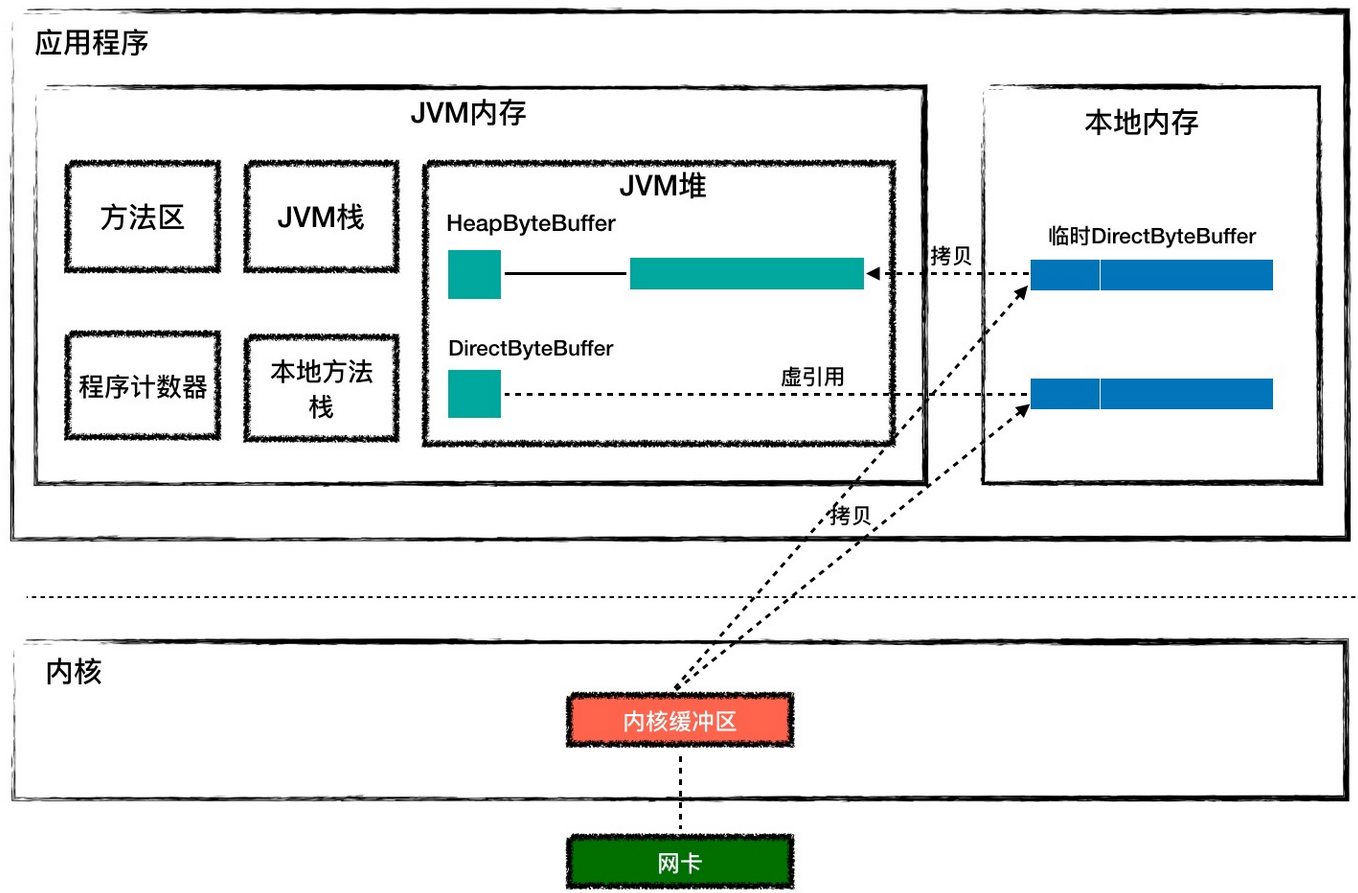 应用程序
JVM内存
本地内存
方法区
JVM栈
JVM堆
HeapByteBuffer
临时DirectByteBuffer
拷贝
程序计数器
本地方法
栈
DirectByteBuffer
虚引用
拷贝
内核
内核缓冲区
网卡